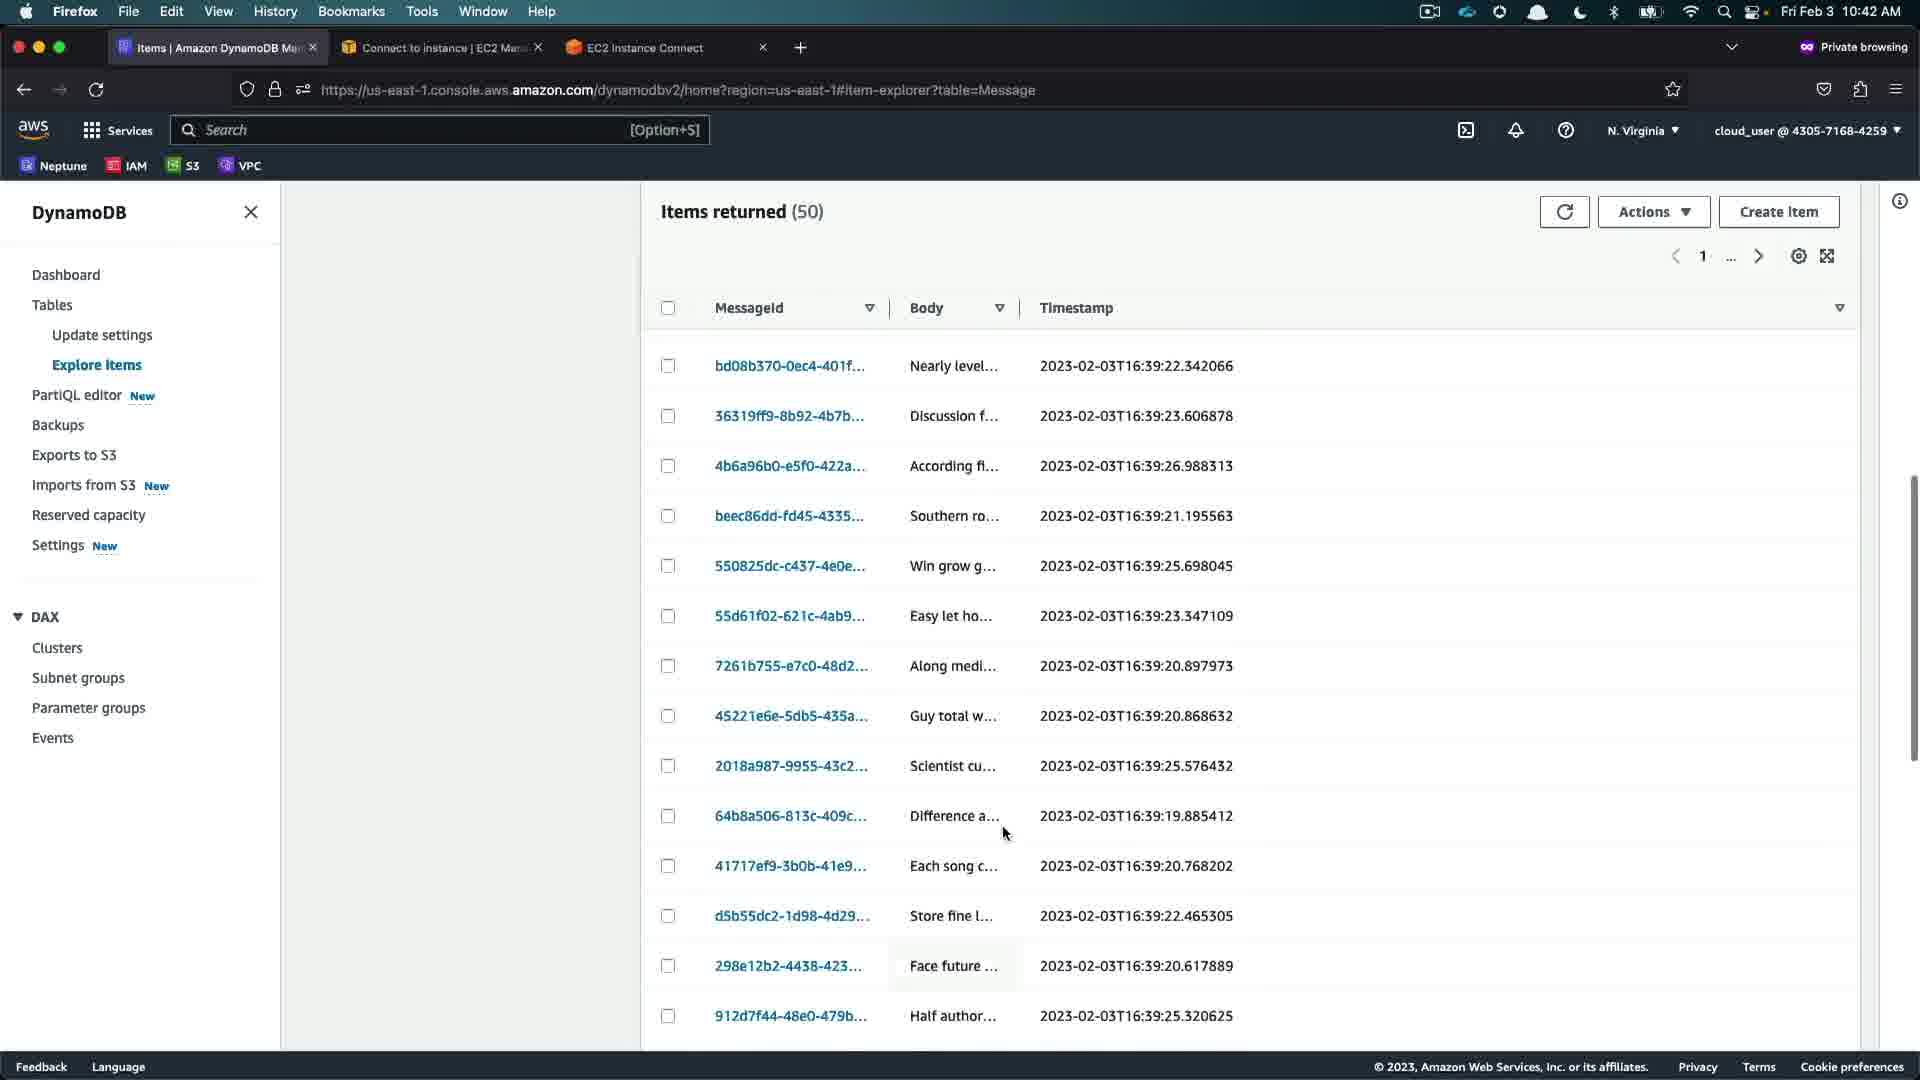 Firefox File Edit View History Bookmarks Tools Window Help Fri Feb 3 10:42 AM
Items | Amazon DynamoDB Man Connect to instance | EC2 Mana EC2 Instance Connect Private browsing
https://us-east-1.console.aws.amazon.com/dynamodbv2/home?region=us-east-1#item-explorer?table=Message
aws Services Search [Option+S] N. Virginia cloud_user @ 4305-7168-4259
Neptune IAM S3 VPC
DynamoDB
Dashboard
Tables
Update settings
Explore items
PartiQL editor New
Backups
Exports to S3
Imports from S3 New
Reserved capacity
Settings New
DAX
Clusters
Subnet groups
Parameter groups
Events
Items returned (50) Actions Create item
1 ...
MessageId Body Timestamp
bd08b370-0ec4-401f... Nearly level... 2023-02-03T16:39:22.342066
36319ff9-8b92-4b7b... Discussion f... 2023-02-03T16:39:23.606878
4b6a96b0-e5f0-422a... According fi... 2023-02-03T16:39:26.988313
beec86dd-fd45-4335... Southern ro... 2023-02-03T16:39:21.195563
550825dc-c437-4e0e... Win grow g... 2023-02-03T16:39:25.698045
55d61f02-621c-4ab9... Easy let ho... 2023-02-03T16:39:23.347109
7261b755-e7c0-48d2... Along medi... 2023-02-03T16:39:20.897973
45221e6e-5db5-435a... Guy total w... 2023-02-03T16:39:20.868632
2018a987-9955-43c2... Scientist cu... 2023-02-03T16:39:25.576432
64b8a506-813c-409c... Difference a... 2023-02-03T16:39:19.885412
41717ef9-3b0b-41e9... Each song c... 2023-02-03T16:39:20.768202
d5b55dc2-1d98-4d29... Store fine l... 2023-02-03T16:39:22.465305
298e12b2-4438-423... Face future ... 2023-02-03T16:39:20.617889
912d7f44-48e0-479b... Half author... 2023-02-03T16:39:25.320625
Feedback Language © 2023, Amazon Web Services, Inc. or its affiliates. Privacy Terms Cookie preferences